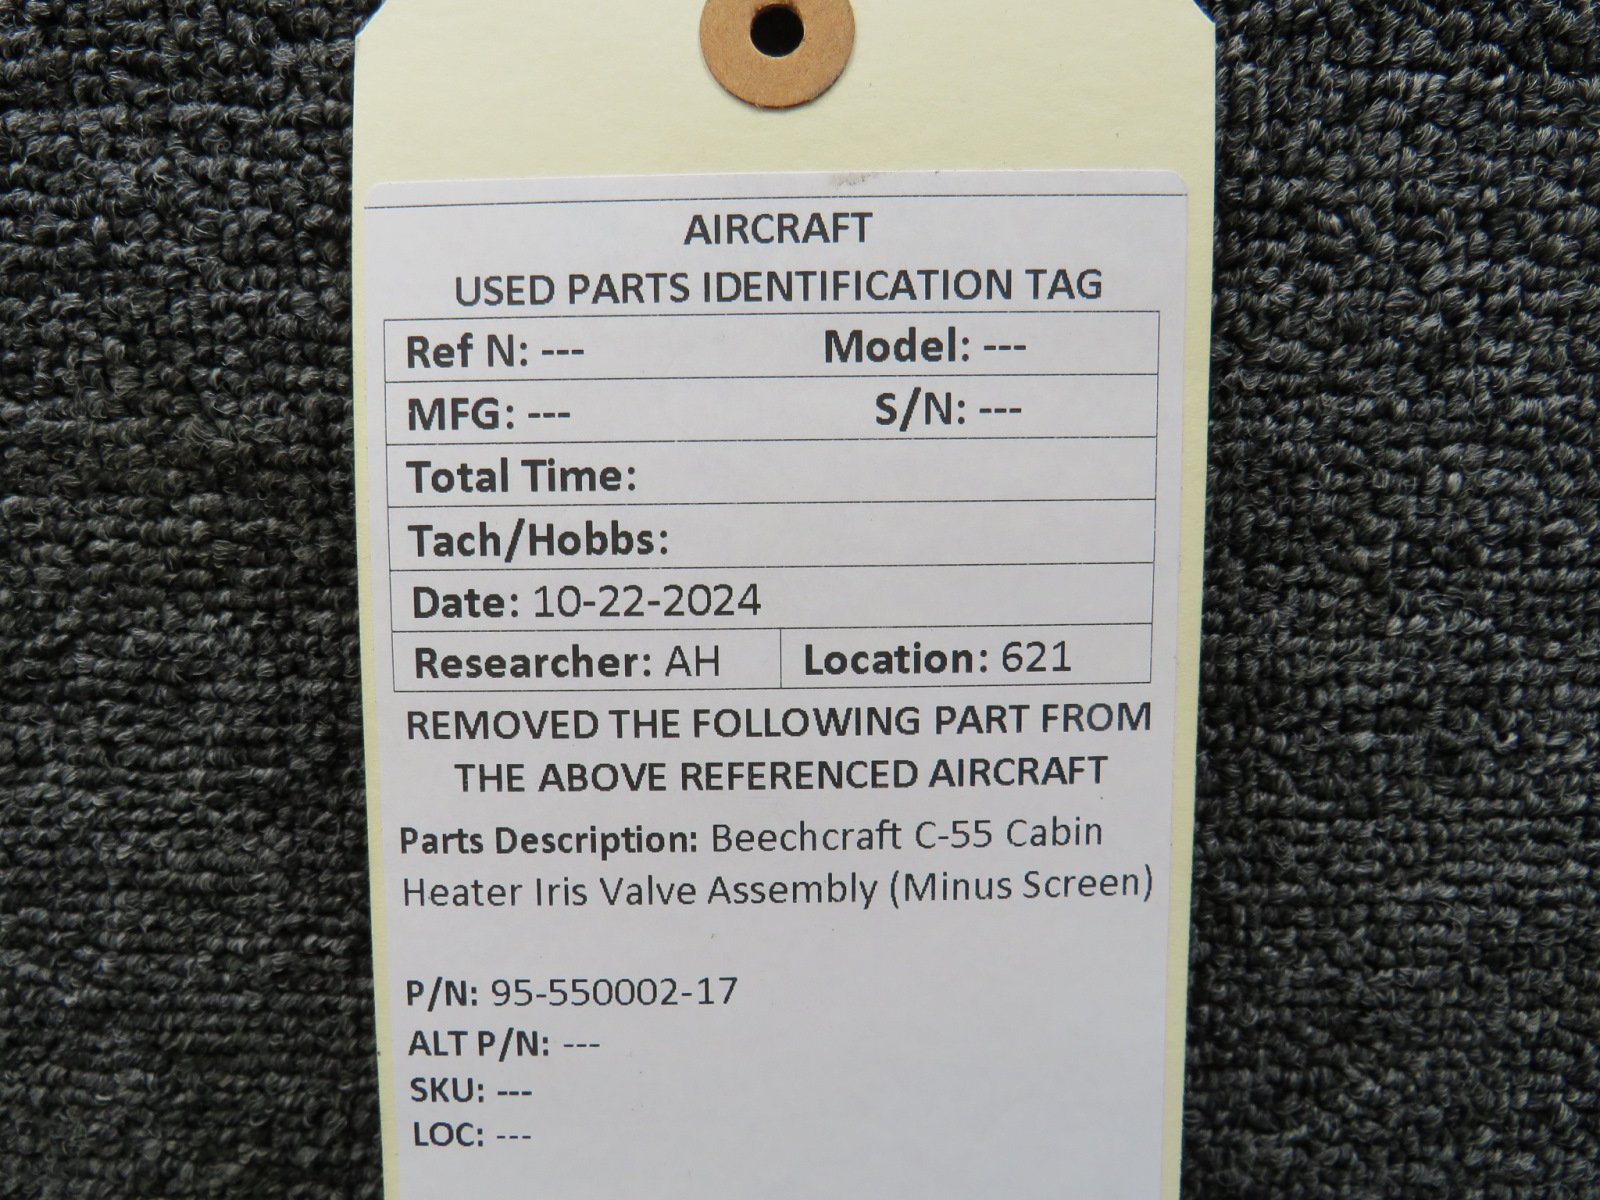 AIRCRAFT
USED PARTS IDENTIFICATION TAG
Ref N: --- Model: ---
MFG: --- S/N: ---
Total Time:
Tach/Hobbs:
Date: 10-22-2024
Researcher: AH Location: 621
REMOVED THE FOLLOWING PART FROM
THE ABOVE REFERENCED AIRCRAFT
Parts Description: Beechcraft C-55 Cabin
Heater Iris Valve Assembly (Minus Screen)
P/N: 95-550002-17
ALT P/N: ---
SKU: ---
LOC: ---